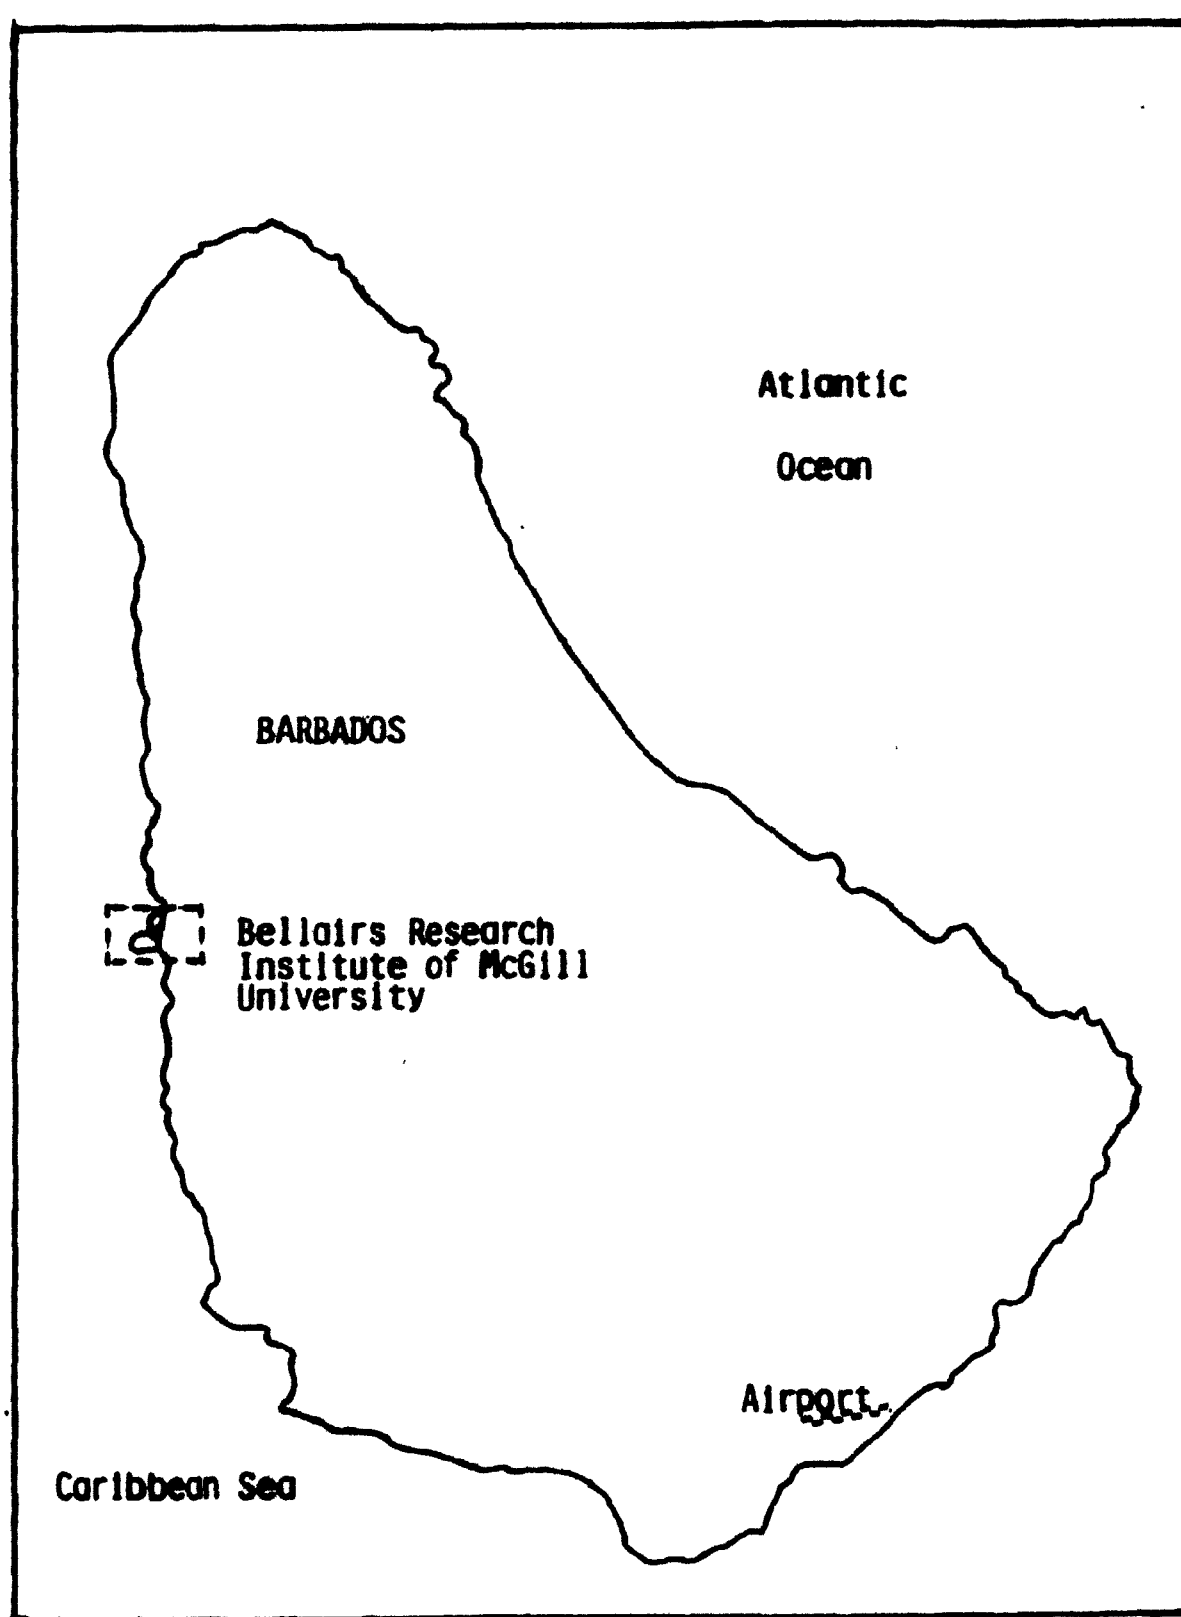 Atlantic
Ocean
BARBADOS
Bellairs Research
Institute of McGill
University
Airport
Caribbean Sea